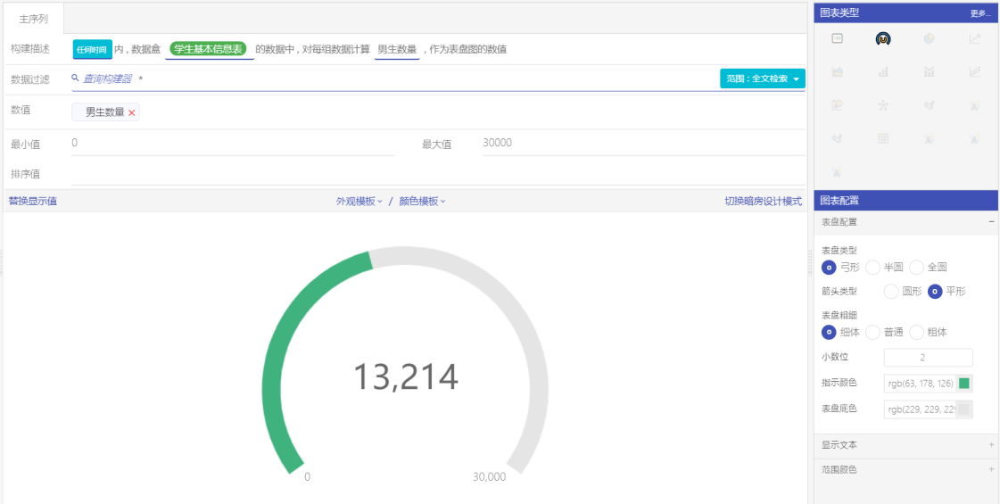 主序列
构建描述 任何时间 内 , 数据盒 学生基本信息表 的数据中 , 对每组数据计算 男生数量 , 作为表盘图的数值
数据过滤 查询构建器 * 范围 : 全文检索
数值 男生数量 ×
最小值 0 最大值 30000
排序值
替换显示值 外观模板 / 颜色模板 切换暗房设计模式
13,214
0 30,000
图表类型 更多...
图表配置
表盘配置 −
表盘类型
弓形 半圆 全圆
箭头类型 圆形 平形
表盘粗细
细体 普通 粗体
小数位 2
指示颜色 rgb(63, 178, 126)
表盘底色 rgb(229, 229, 229
显示文本 +
范围颜色 +